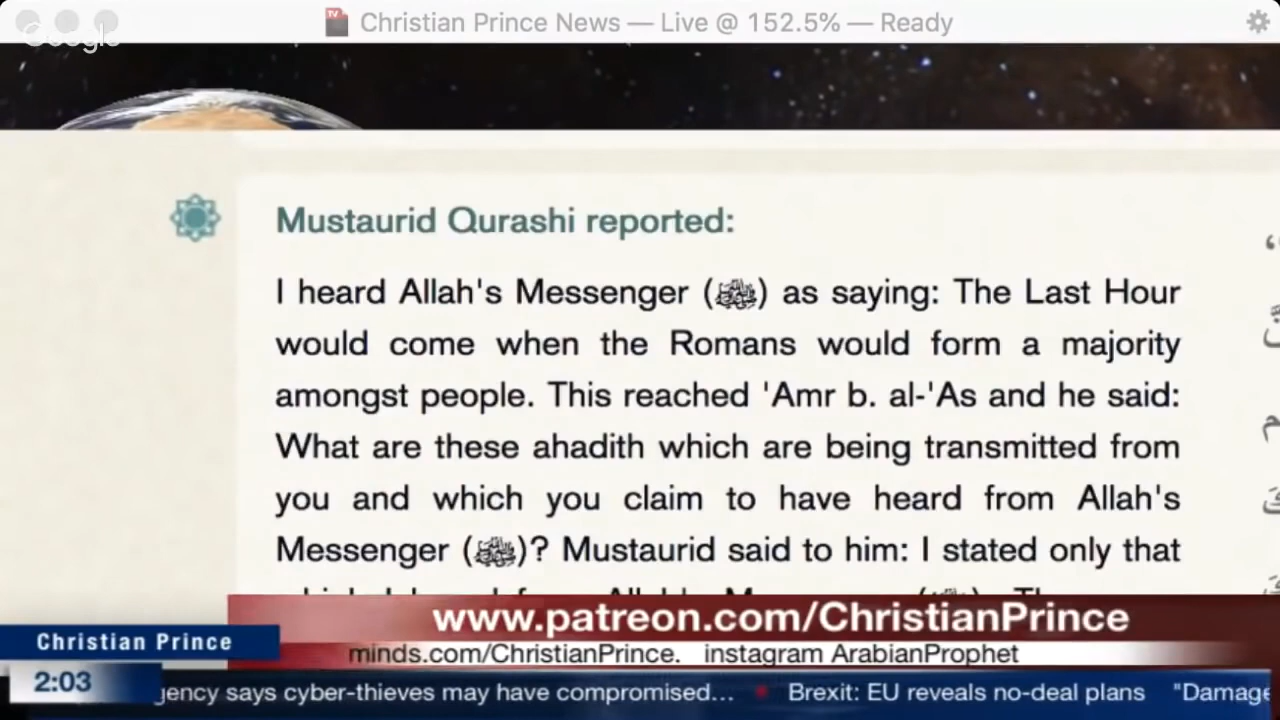 Christian Prince News — Live @ 152.5% — Ready
Google
Mustaurid Qurashi reported:
I heard Allah's Messenger (ﷺ) as saying: The Last Hour
would come when the Romans would form a majority
amongst people. This reached 'Amr b. al-'As and he said:
What are these ahadith which are being transmitted from
you and which you claim to have heard from Allah's
Messenger (ﷺ)? Mustaurid said to him: I stated only that
www.patreon.com/ChristianPrince
Christian Prince
minds.com/ChristianPrince. instagram ArabianProphet
2:03
says cyber-thieves may have compromised... Brexit: EU reveals no-deal plans